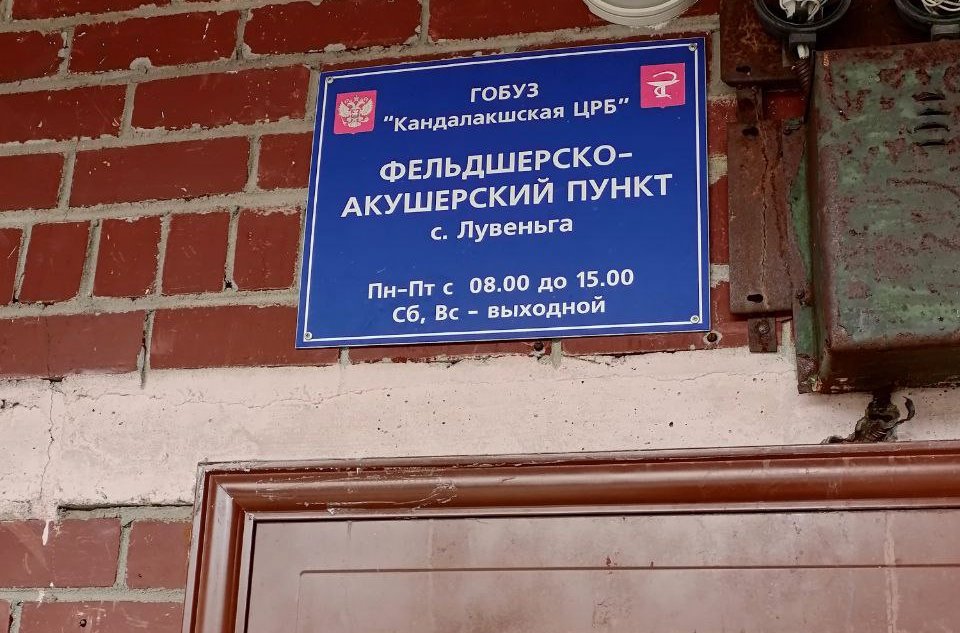 ГОБУЗ
"Кандалакшская ЦРБ"
ФЕЛЬДШЕРСКО-
АКУШЕРСКИЙ ПУНКТ
с. Лувеньга
Пн-Пт с 08.00 до 15.00
Сб, Вс - выходной